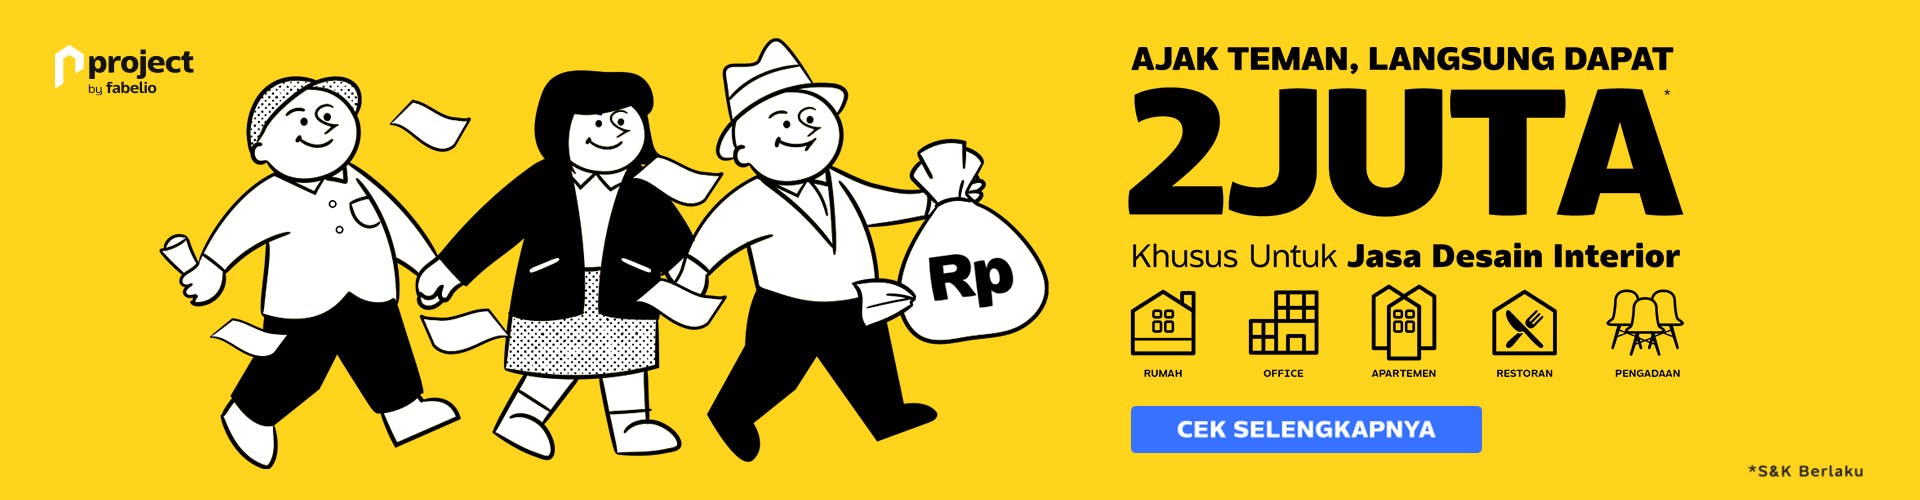 project
by fabelio
AJAK TEMAN, LANGSUNG DAPAT
2JUTA*
Khusus Untuk Jasa Desain Interior
RUMAH OFFICE APARTEMEN RESTORAN PENGADAAN
CEK SELENGKAPNYA
*S&K Berlaku
Rp